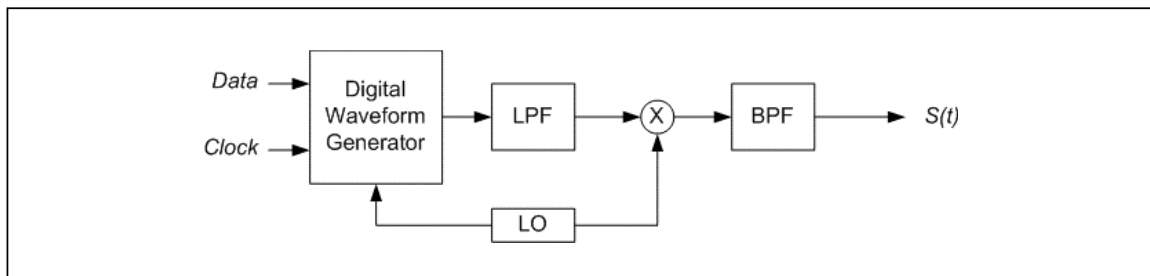 Data
Clock
Digital
Waveform
Generator
LPF
X
BPF
S(t)
LO